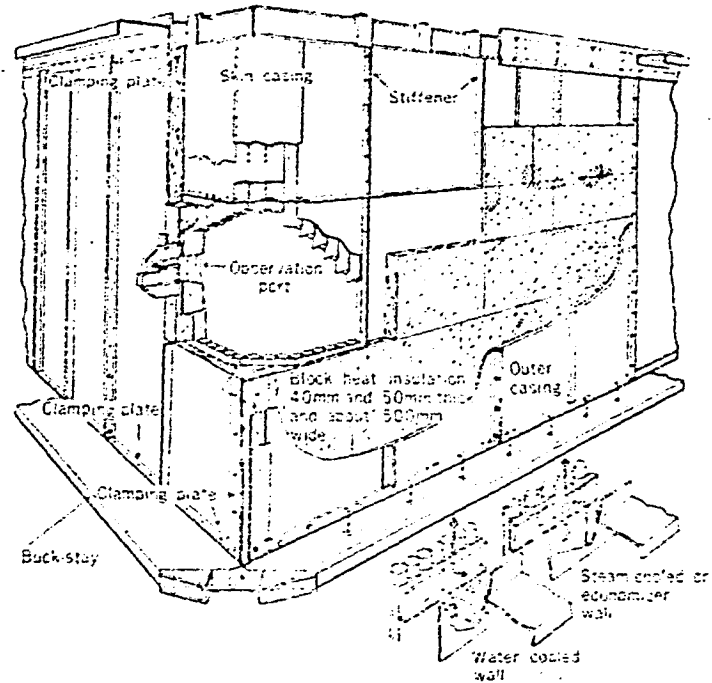 Clamping plate
Skin casing
Stiffener
Observation
port
Block heat insulation
40mm and 50mm thick
and about 500mm
wide
Outer
casing
Clamping plate
Clamping plate
Buck-stay
Steam cooled or
economizer
wall
Water cooled
wall